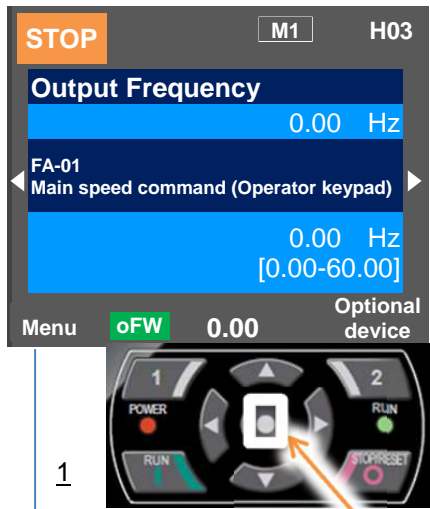 STOP M1 H03
Output Frequency
0.00 Hz
FA-01
Main speed command (Operator keypad)
0.00 Hz
[0.00-60.00]
Menu oFW 0.00 Optional
device
1 2
POWER RUN
RUN STOP/RESET
1